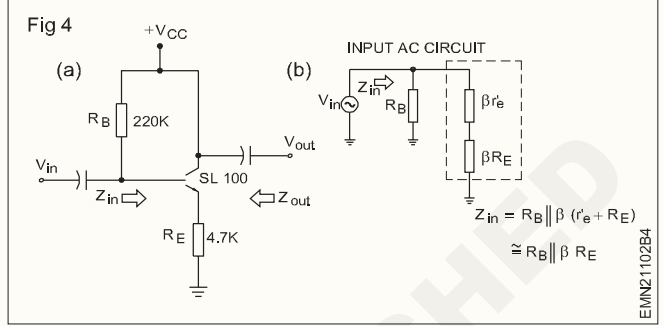 Fig 4
+VCC
(a)
RB 220K
Vin
Zin
SL 100
Vout
Zout
RE 4.7K
(b)
INPUT AC CIRCUIT
Vin
Zin
RB
βr'e
βRE
Zin = RB || β (r'e + RE)
≅ RB || β RE
EMN21102B4
SHED